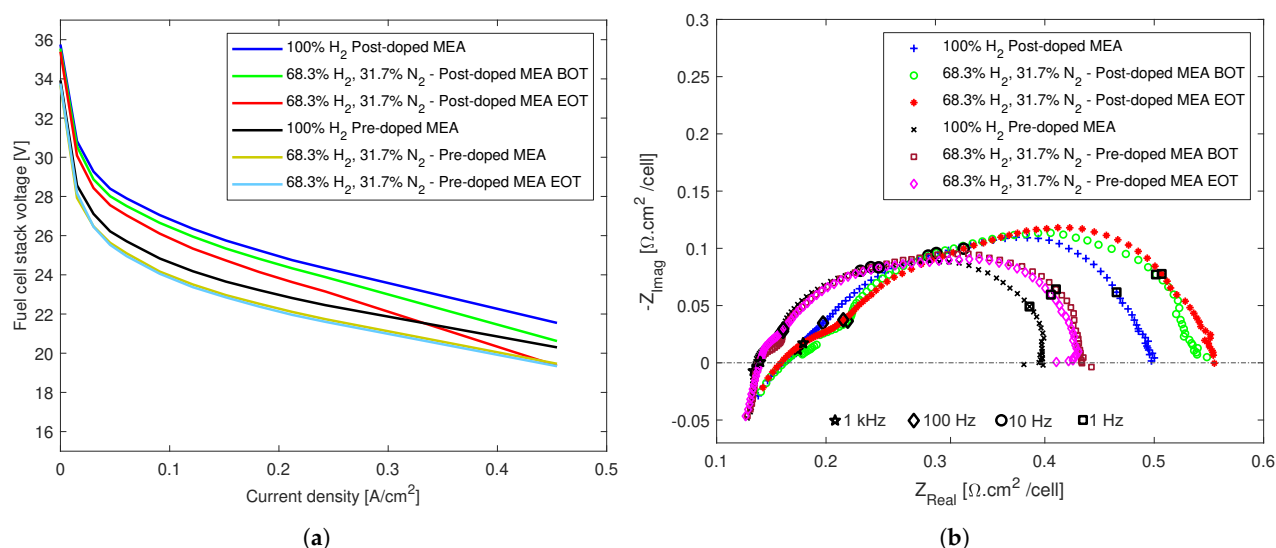 36
34
32
30
28
26
24
22
20
18
16
0
0.1
0.2
0.3
0.4
0.5
Fuel cell stack voltage [V]
Current density [A/cm²]
100% H₂ Post-doped MEA
68.3% H₂, 31.7% N₂ - Post-doped MEA BOT
68.3% H₂, 31.7% N₂ - Post-doped MEA EOT
100% H₂ Pre-doped MEA
68.3% H₂, 31.7% N₂ - Pre-doped MEA
68.3% H₂, 31.7% N₂ - Pre-doped MEA EOT
(a)
0.3
0.25
0.2
0.15
0.1
0.05
0
-0.05
0.1
0.2
0.3
0.4
0.5
0.6
-Z_Imag [Ω.cm² /cell]
Z_Real [Ω.cm² /cell]
100% H₂ Post-doped MEA
68.3% H₂, 31.7% N₂ - Post-doped MEA BOT
68.3% H₂, 31.7% N₂ - Post-doped MEA EOT
100% H₂ Pre-doped MEA
68.3% H₂, 31.7% N₂ - Pre-doped MEA BOT
68.3% H₂, 31.7% N₂ - Pre-doped MEA EOT
1 kHz 100 Hz 10 Hz 1 Hz
(b)